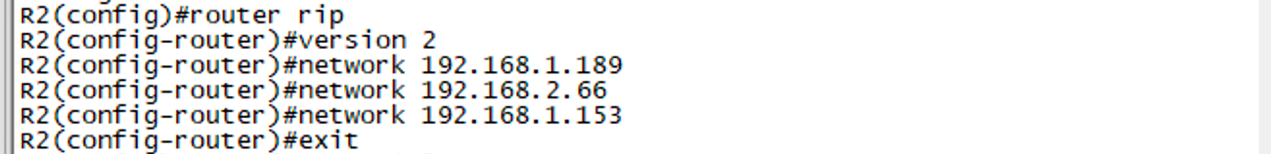 R2(config)#router rip
R2(config-router)#version 2
R2(config-router)#network 192.168.1.189
R2(config-router)#network 192.168.2.66
R2(config-router)#network 192.168.1.153
R2(config-router)#exit